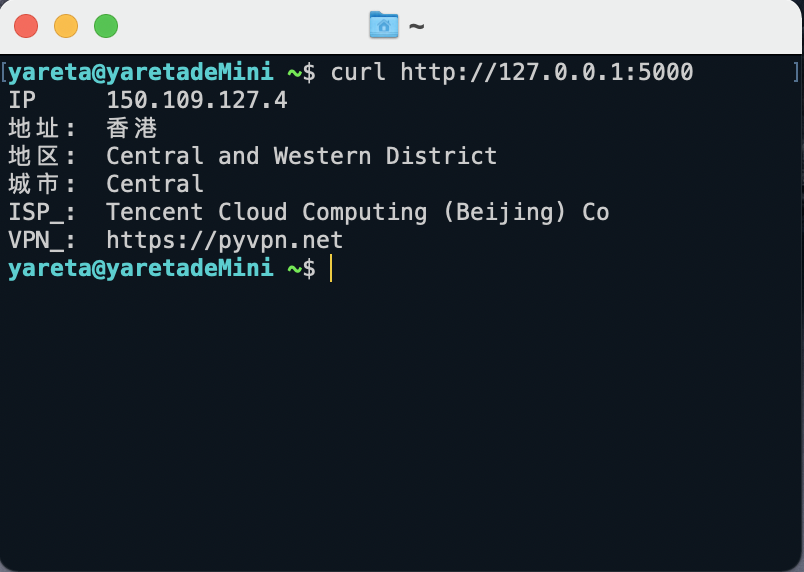 ~
yareta@yaretadeMini ~$ curl http://127.0.0.1:5000
IP 150.109.127.4
地址: 香港
地区: Central and Western District
城市: Central
ISP_: Tencent Cloud Computing (Beijing) Co
VPN_: https://pyvpn.net
yareta@yaretadeMini ~$